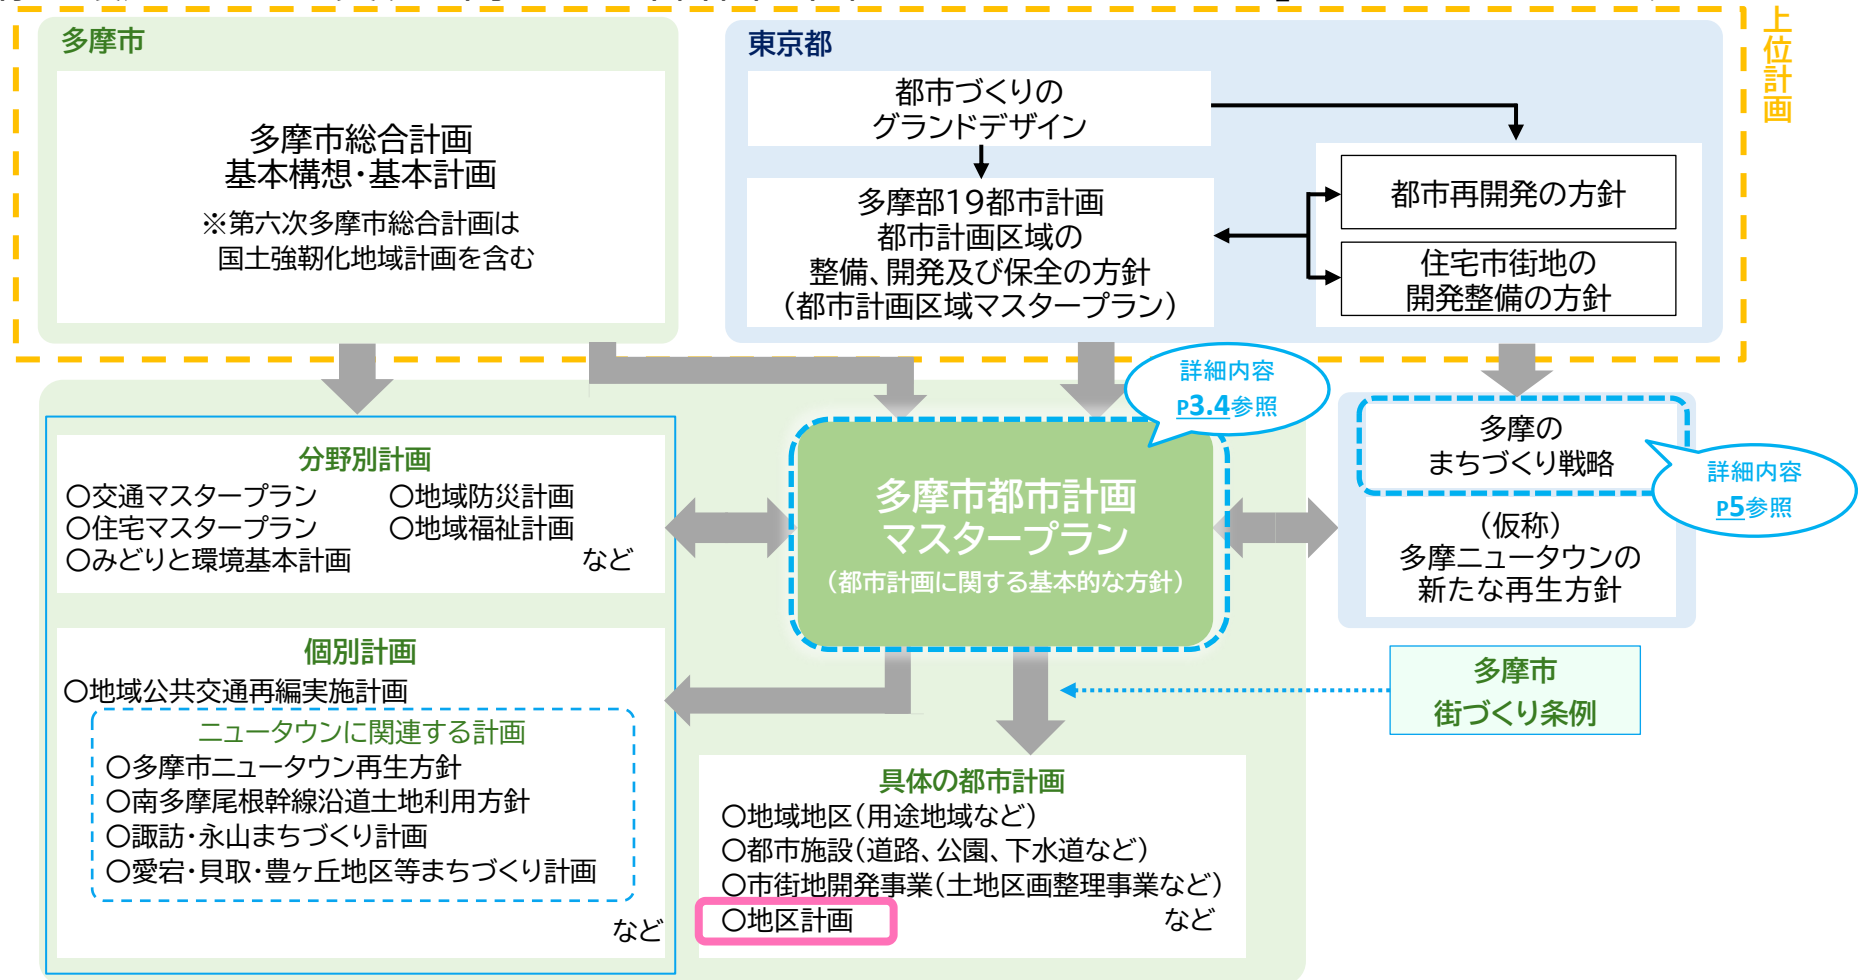 上位計画
多摩市
多摩市総合計画
基本構想・基本計画
※第六次多摩市総合計画は
国土強靭化地域計画を含む
東京都
都市づくりの
グランドデザイン
多摩部19都市計画
都市計画区域の
整備、開発及び保全の方針
（都市計画区域マスタープラン）
都市再開発の方針
住宅市街地の
開発整備の方針
分野別計画
〇交通マスタープラン
〇地域防災計画
〇住宅マスタープラン
〇地域福祉計画
〇みどりと環境基本計画
など
個別計画
〇地域公共交通再編実施計画
ニュータウンに関連する計画
〇多摩市ニュータウン再生方針
〇南多摩尾根幹線沿道土地利用方針
〇諏訪・永山まちづくり計画
〇愛宕・貝取・豊ヶ丘地区等まちづくり計画
など
多摩市都市計画
マスタープラン
（都市計画に関する基本的な方針）
詳細内容
P3.4参照
多摩の
まちづくり戦略
詳細内容
P5参照
（仮称）
多摩ニュータウンの
新たな再生方針
多摩市
街づくり条例
具体の都市計画
〇地域地区（用途地域など）
〇都市施設（道路、公園、下水道など）
〇市街地開発事業（土地区画整理事業など）
〇地区計画
など